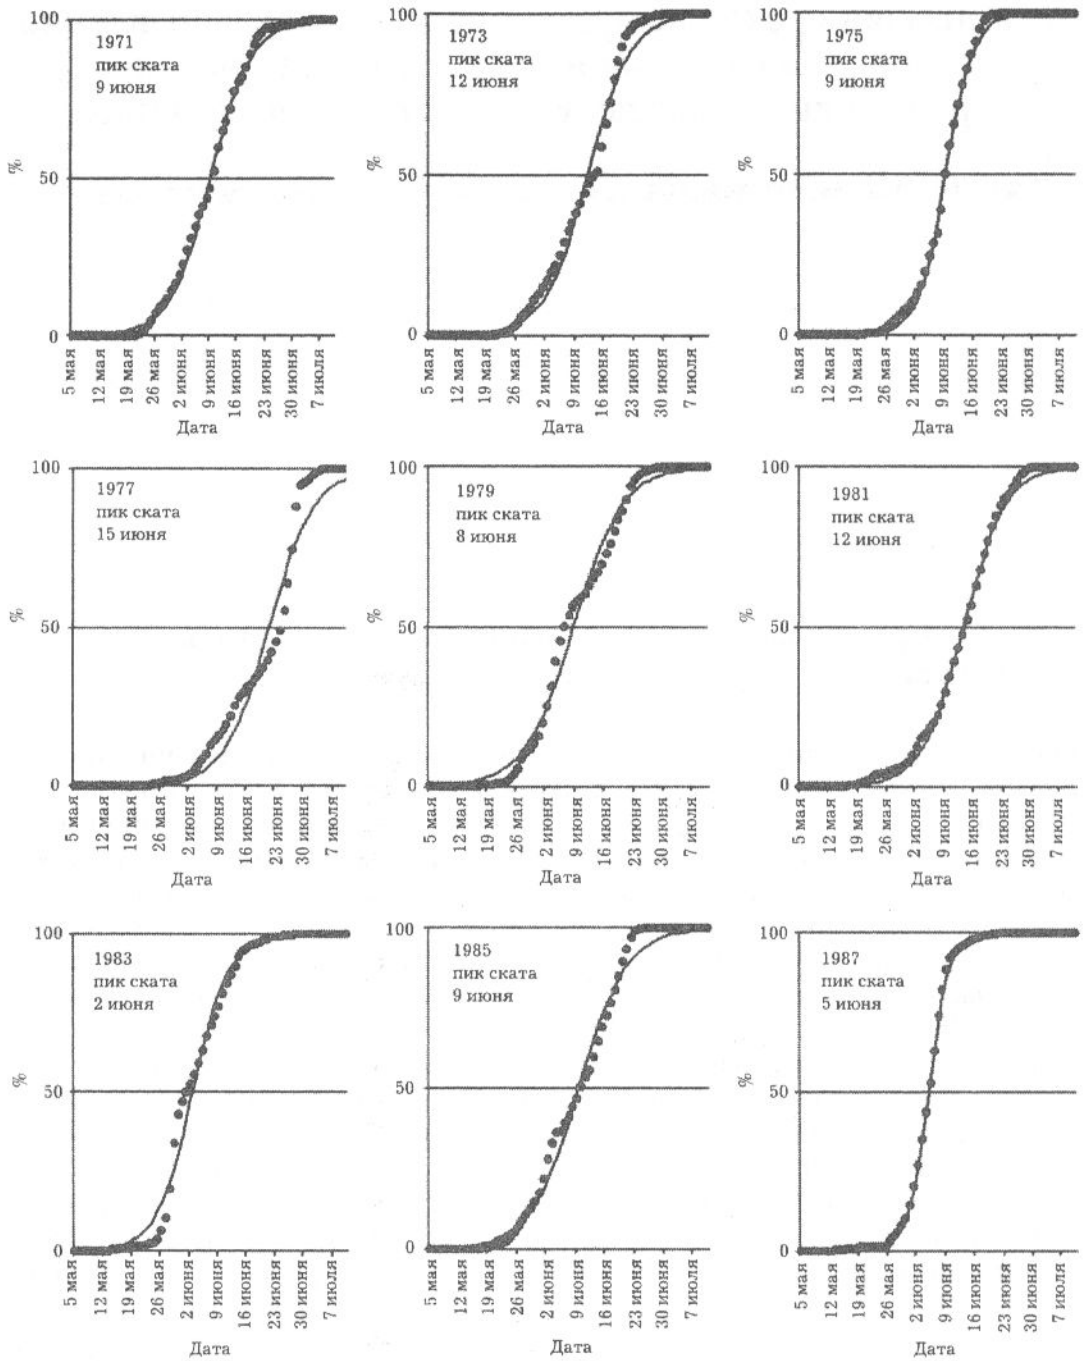 100
50
0
%
1971
пик ската
9 июня
5 мая
12 мая
19 мая
26 мая
2 июня
9 июня
16 июня
23 июня
30 июня
7 июля
Дата
100
50
0
%
1973
пик ската
12 июня
5 мая
12 мая
19 мая
26 мая
2 июня
9 июня
16 июня
23 июня
30 июня
7 июля
Дата
100
50
0
%
1975
пик ската
9 июня
5 мая
12 мая
19 мая
26 мая
2 июня
9 июня
16 июня
23 июня
30 июня
7 июля
Дата
100
50
0
%
1977
пик ската
15 июня
5 мая
12 мая
19 мая
26 мая
2 июня
9 июня
16 июня
23 июня
30 июня
7 июля
Дата
100
50
0
%
1979
пик ската
8 июня
5 мая
12 мая
19 мая
26 мая
2 июня
9 июня
16 июня
23 июня
30 июня
7 июля
Дата
100
50
0
%
1981
пик ската
12 июня
5 мая
12 мая
19 мая
26 мая
2 июня
9 июня
16 июня
23 июня
30 июня
7 июля
Дата
100
50
0
%
1983
пик ската
2 июня
5 мая
12 мая
19 мая
26 мая
2 июня
9 июня
16 июня
23 июня
30 июня
7 июля
Дата
100
50
0
%
1985
пик ската
9 июня
5 мая
12 мая
19 мая
26 мая
2 июня
9 июня
16 июня
23 июня
30 июня
7 июля
Дата
100
50
0
%
1987
пик ската
5 июня
5 мая
12 мая
19 мая
26 мая
2 июня
9 июня
16 июня
23 июня
30 июня
7 июля
Дата